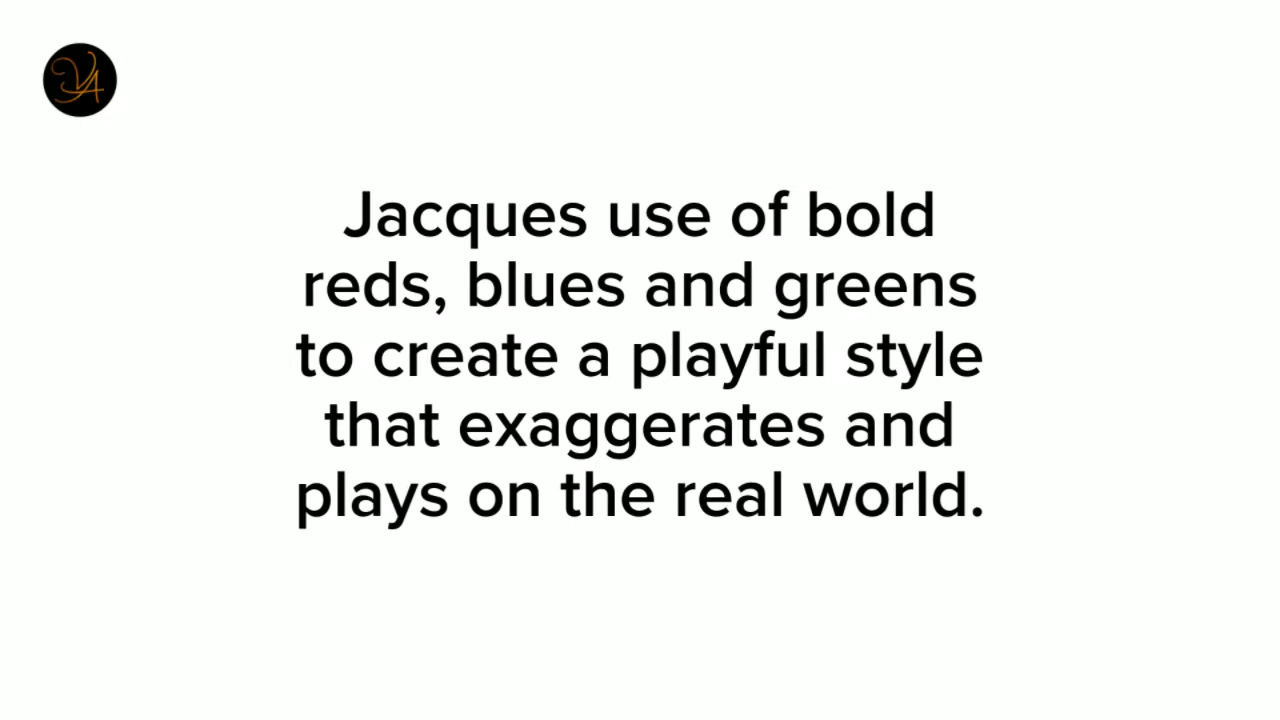 VA
Jacques use of bold
reds, blues and greens
to create a playful style
that exaggerates and
plays on the real world.